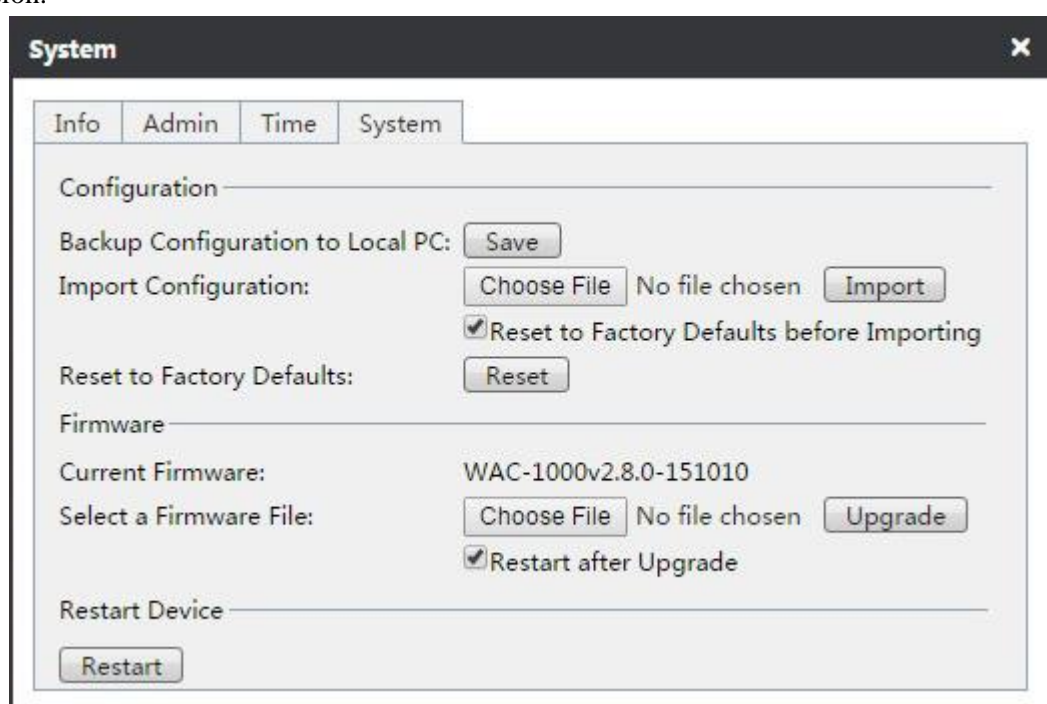 System
Info Admin Time System
Configuration
Backup Configuration to Local PC: Save
Import Configuration: Choose File No file chosen Import
Reset to Factory Defaults before Importing
Reset to Factory Defaults: Reset
Firmware
Current Firmware: WAC-1000v2.8.0-151010
Select a Firmware File: Choose File No file chosen Upgrade
Restart after Upgrade
Restart Device
Restart